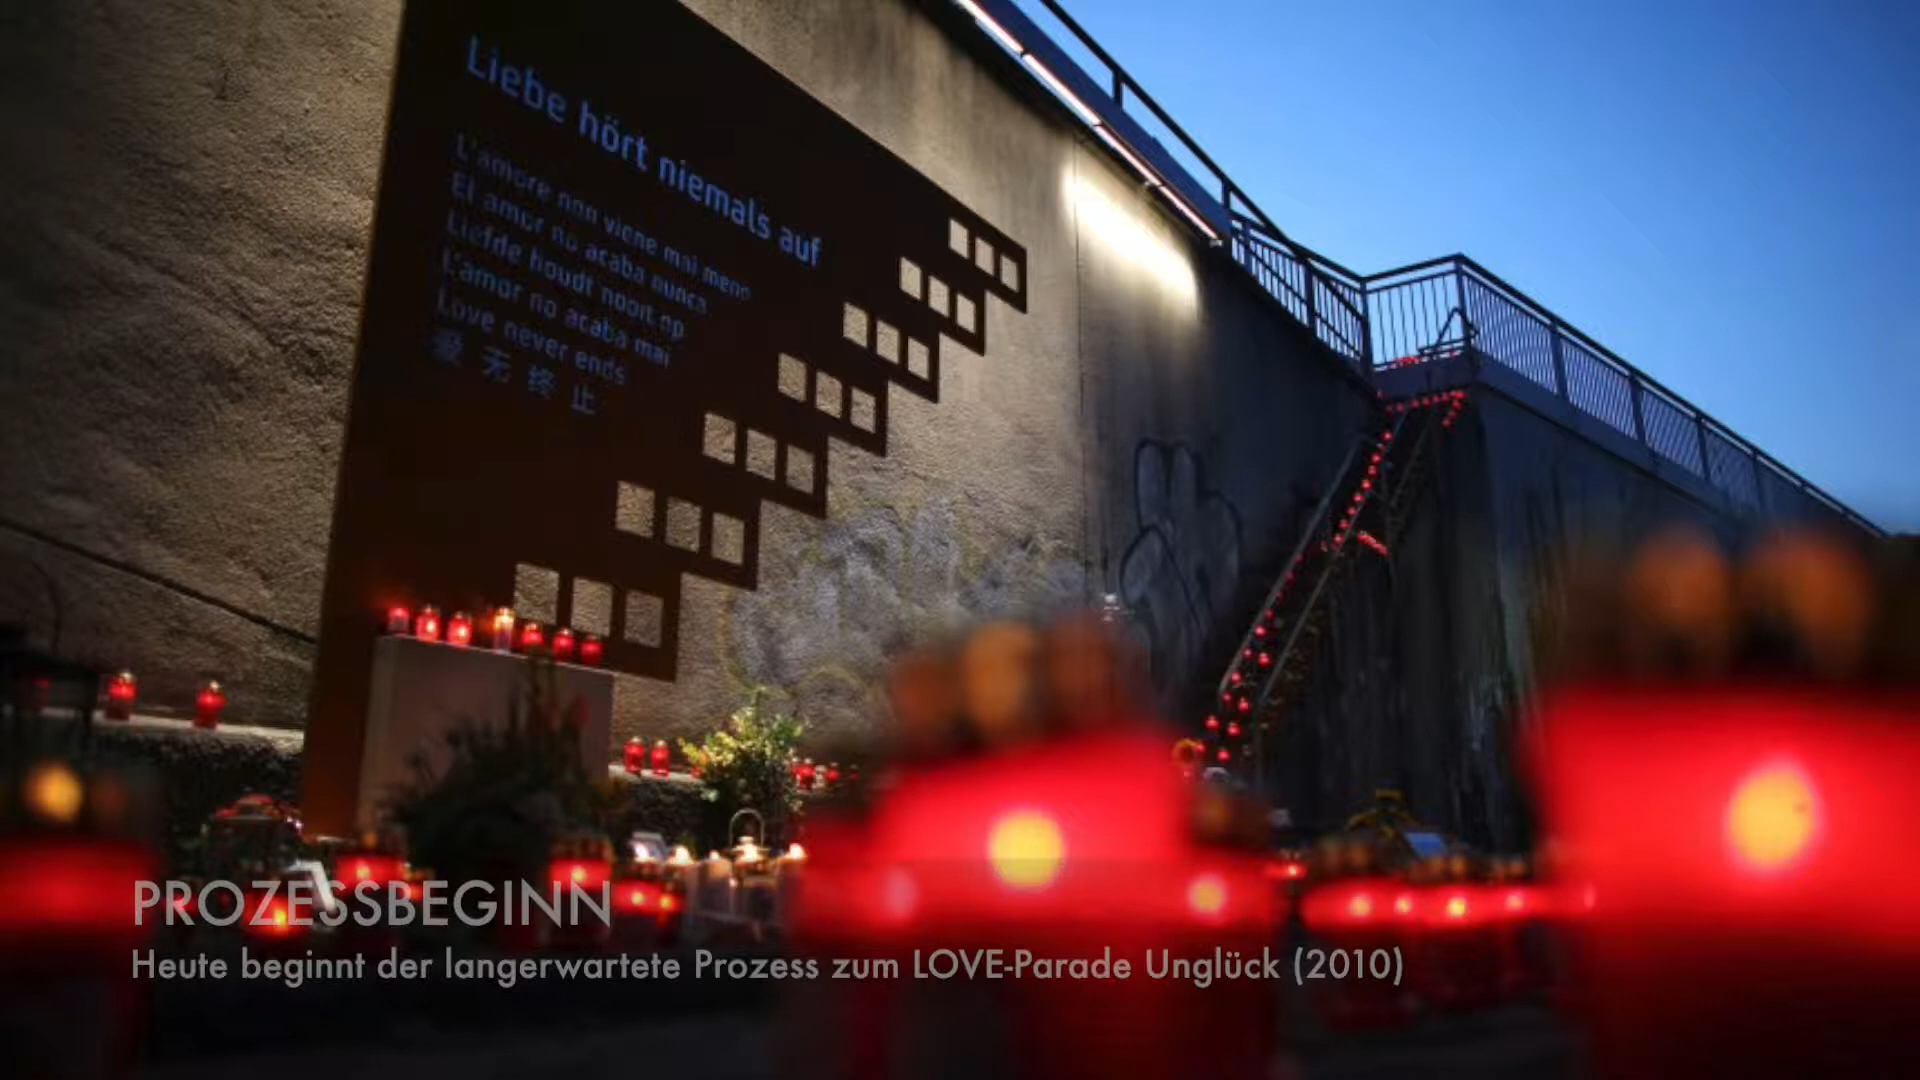 Liebe hört niemals auf
L'amore non viene mai meno
El amor no acaba nunca
Liefde houdt nooit op
L'amor no acaba mai
Love never ends
爱 无 终 止
PROZESSBEGINN
Heute beginnt der langerwartete Prozess zum LOVE-Parade Unglück (2010)